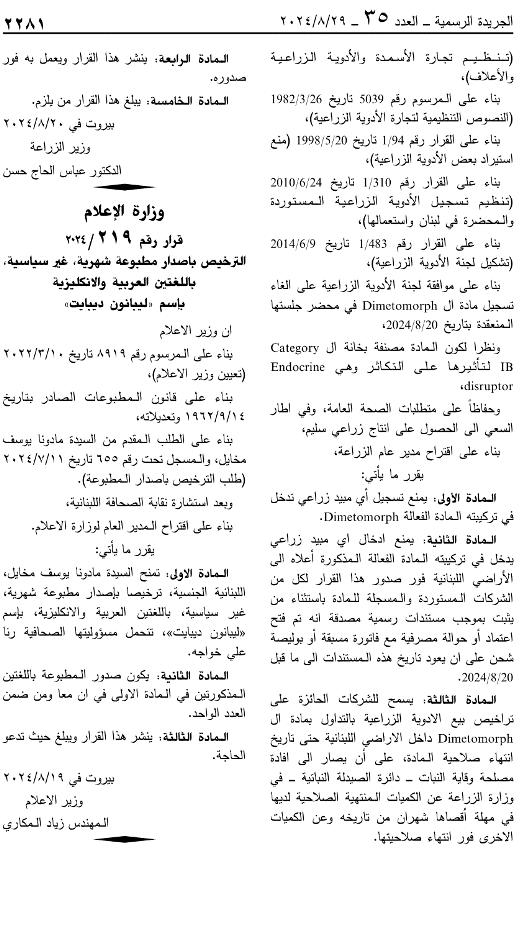 الجريدة الرسمية ــ العدد ٣٥ ــ ٢٠٢٤/٨/٢٩
٢٢٨١
(تـنـظـيـم تجارة الأسـمـدة والأدويـة الـزراعـيـة
والأعلاف)،
بناء على المرسوم رقم 5039 تاريخ 1982/3/26
(النصوص التنظيمية لتجارة الأدوية الزراعية)،
بناء على القرار رقم 1/94 تاريخ 1998/5/20 (منع
استيراد بعض الأدوية الزراعية)،
بناء على القرار رقم 1/310 تاريخ 2010/6/24
(تنظيم تسجيل الأدوية الزراعية المستوردة
والمحضرة في لبنان واستعمالها)،
بناء على القرار رقم 1/483 تاريخ 2014/6/9
(تشكيل لجنة الأدوية الزراعية)،
بناء على موافقة لجنة الأدوية الزراعية على الغاء
تسجيل مادة ال Dimetomorph في محضر جلستها
المنعقدة بتاريخ 2024/8/20،
ونظرا لكون المادة مصنفة بخانة ال Category
IB لـتـأثـيـرهـا عـلـى الـتـكـاثـر وهـي Endocrine
disruptor،
وحفاظاً على متطلبات الصحة العامة، وفي اطار
السعي الى الحصول على انتاج زراعي سليم،
بناء على اقتراح مدير عام الزراعة،
يقرر ما يأتي:
المادة الأولى: يمنع تسجيل أي مبيد زراعي تدخل
في تركيبته المادة الفعالة Dimetomorph.
المادة الثانية: يمنع ادخال اي مبيد زراعي
يدخل في تركيبته المادة الفعالة المذكورة أعلاه الى
الأراضي اللبنانية فور صدور هذا القرار لكل من
الشركات المستوردة والمسجلة للمادة باستثناء من
يثبت بموجب مستندات رسمية مصدقة انه تم فتح
اعتماد أو حوالة مصرفية مع فاتورة مسبقة أو بوليصة
شحن على ان يعود تاريخ هذه المستندات الى ما قبل
2024/8/20.
المادة الثالثة: يسمح للشركات الحائزة على
تراخيص بيع الادوية الزراعية بالتداول بمادة ال
Dimetomorph داخل الاراضي اللبنانية حتى تاريخ
انتهاء صلاحية المادة، على أن يصار الى افادة
مصلحة وقاية النبات ــ دائرة الصيدلة النباتية ــ في
وزارة الزراعة عن الكميات المنتهية الصلاحية لديها
في مهلة أقصاها شهران من تاريخه وعن الكميات
الاخرى فور انتهاء صلاحيتها.
المادة الرابعة: ينشر هذا القرار ويعمل به فور
صدوره.
المادة الخامسة: يبلغ هذا القرار من يلزم.
بيروت في ٢٠٢٤/٨/٢٠
وزير الزراعة
الدكتور عباس الحاج حسن
وزارة الإعلام
قرار رقم ٢١٩/ ٢٠٢٤
الترخيص باصدار مطبوعة شهرية، غير سياسية،
باللغتين العربية والانكليزية
بإسم «ليبانون ديبايت»
ان وزير الاعلام
بناء على المرسوم رقم ٨٩١٩ تاريخ ٢٠٢٢/٣/١٠
(تعيين وزير الاعلام)،
بناء على قانون المطبوعات الصادر بتاريخ
١٩٦٢/٩/١٤ وتعديلاته،
بناء على الطلب المقدم من السيدة مادونا يوسف
مخايل، والمسجل تحت رقم ٦٥٥ تاريخ ٢٠٢٤/٧/١١
(طلب الترخيص باصدار المطبوعة).
وبعد استشارة نقابة الصحافة اللبنانية،
بناء على اقتراح المدير العام لوزارة الاعلام.
يقرر ما يأتي:
المادة الاولى: تمنح السيدة مادونا يوسف مخايل،
اللبنانية الجنسية، ترخيصا بإصدار مطبوعة شهرية،
غير سياسية، باللغتين العربية والانكليزية، بإسم
«ليبانون ديبايت»، تتحمل مسؤوليتها الصحافية رنا
علي خواجه.
المادة الثانية: يكون صدور المطبوعة باللغتين
المذكورتين في المادة الاولى في ان معا ومن ضمن
العدد الواحد.
المادة الثالثة: ينشر هذا القرار ويبلغ حيث تدعو
الحاجة.
بيروت في ٢٠٢٤/٨/١٩
وزير الاعلام
المهندس زياد المكاري